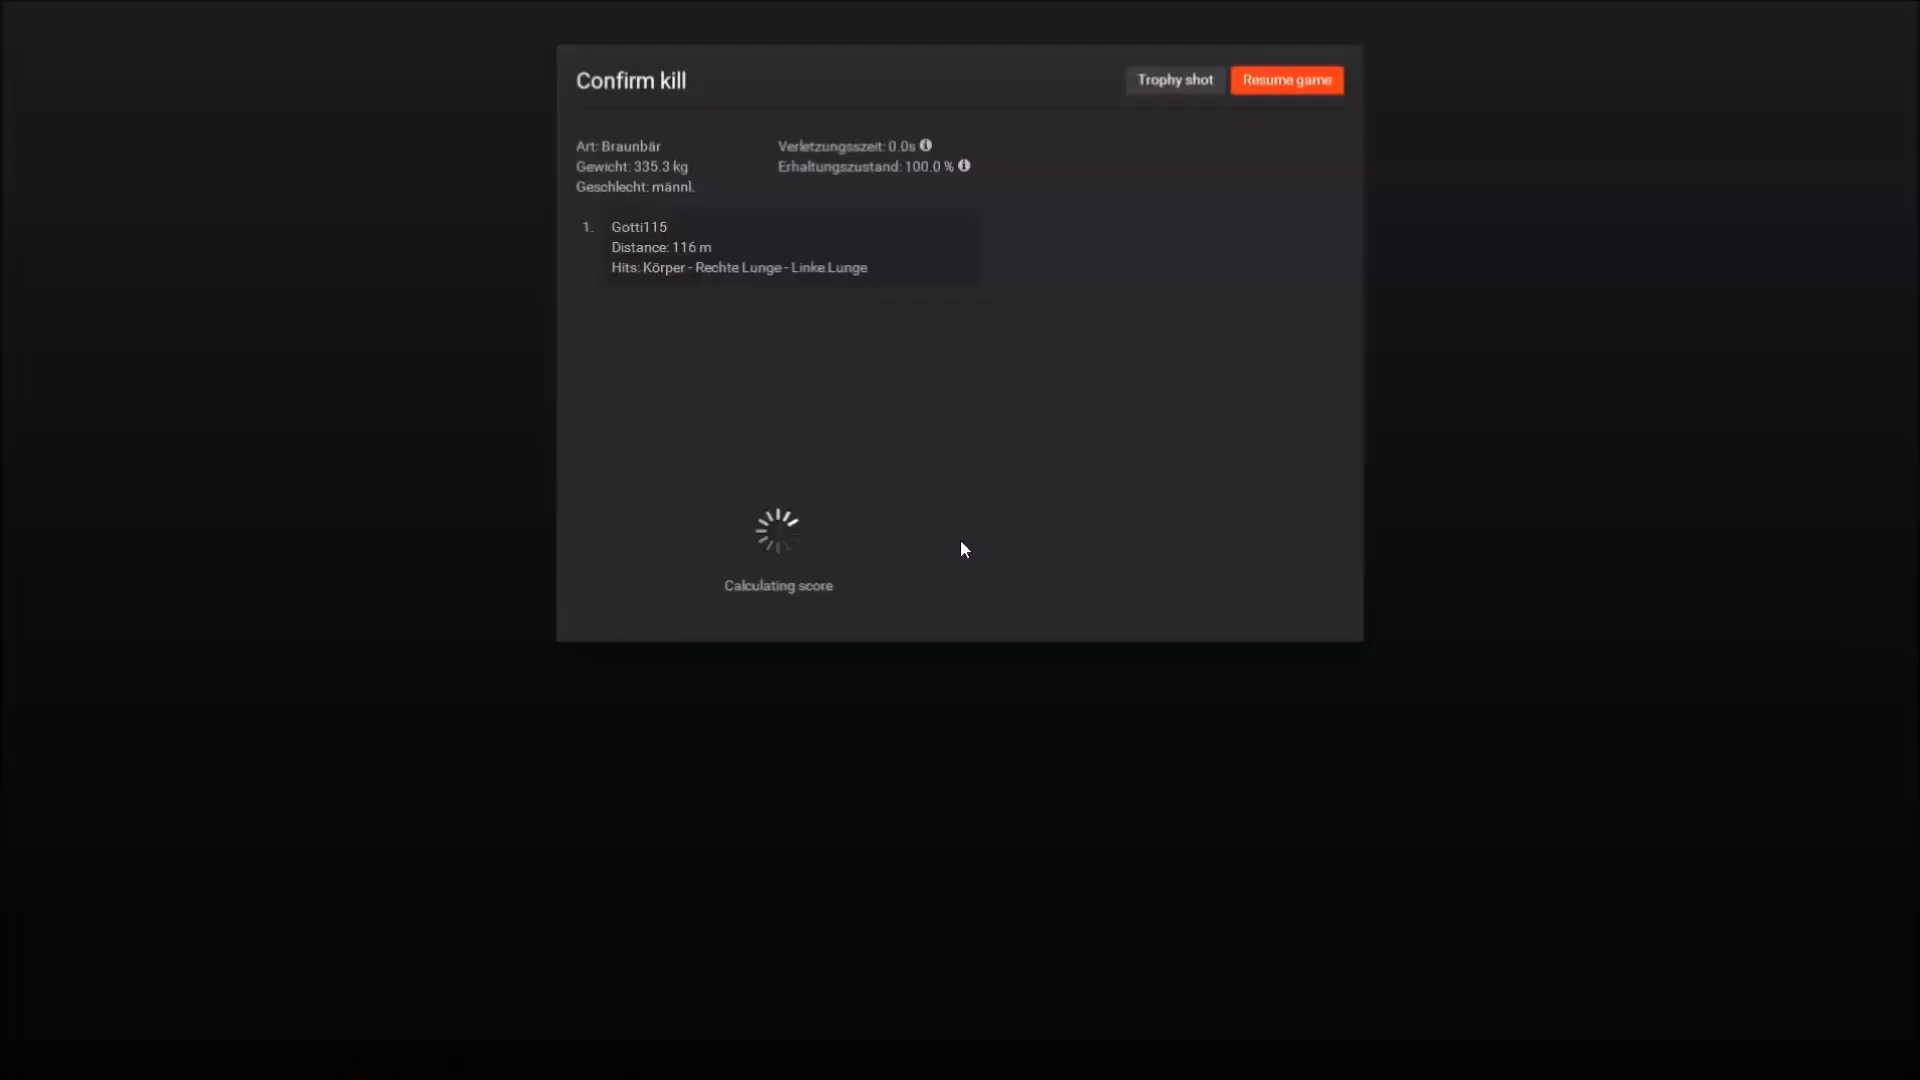 Confirm kill
Trophy shot
Resume game
Art: Braunbär
Gewicht: 335.3 kg
Geschlecht: männl.
Verletzungsszeit: 0.0s
Erhaltungszustand: 100.0 %
1. Gotti115
Distance: 116 m
Hits: Körper - Rechte Lunge - Linke Lunge
Calculating score